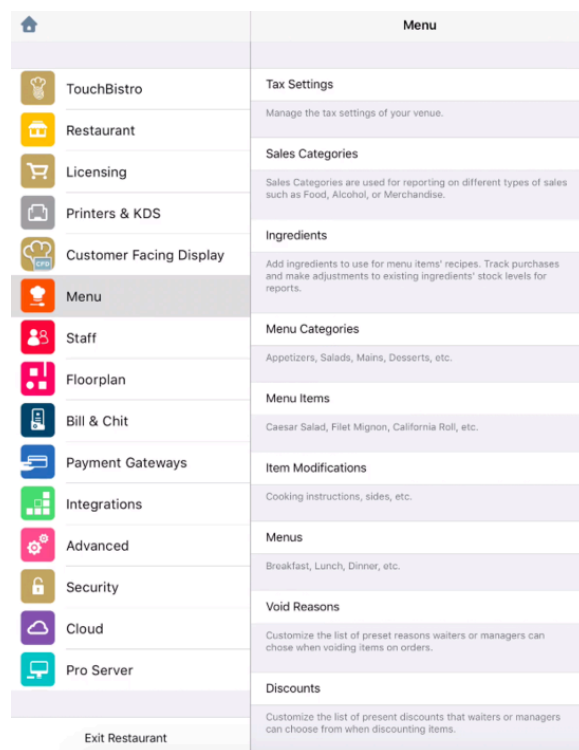 Menu
TouchBistro
Restaurant
Licensing
Printers & KDS
CFD
Customer Facing Display
Menu
Staff
Floorplan
Bill & Chit
Payment Gateways
Integrations
Advanced
Security
Cloud
Pro Server
Exit Restaurant
Tax Settings
Manage the tax settings of your venue.
Sales Categories
Sales Categories are used for reporting on different types of sales
such as Food, Alcohol, or Merchandise.
Ingredients
Add ingredients to use for menu items' recipes. Track purchases
and make adjustments to existing ingredients' stock levels for
reports.
Menu Categories
Appetizers, Salads, Mains, Desserts, etc.
Menu Items
Caesar Salad, Filet Mignon, California Roll, etc.
Item Modifications
Cooking instructions, sides, etc.
Menus
Breakfast, Lunch, Dinner, etc.
Void Reasons
Customize the list of preset reasons waiters or managers can
chose when voiding items on orders.
Discounts
Customize the list of present discounts that waiters or managers
can choose from when discounting items.